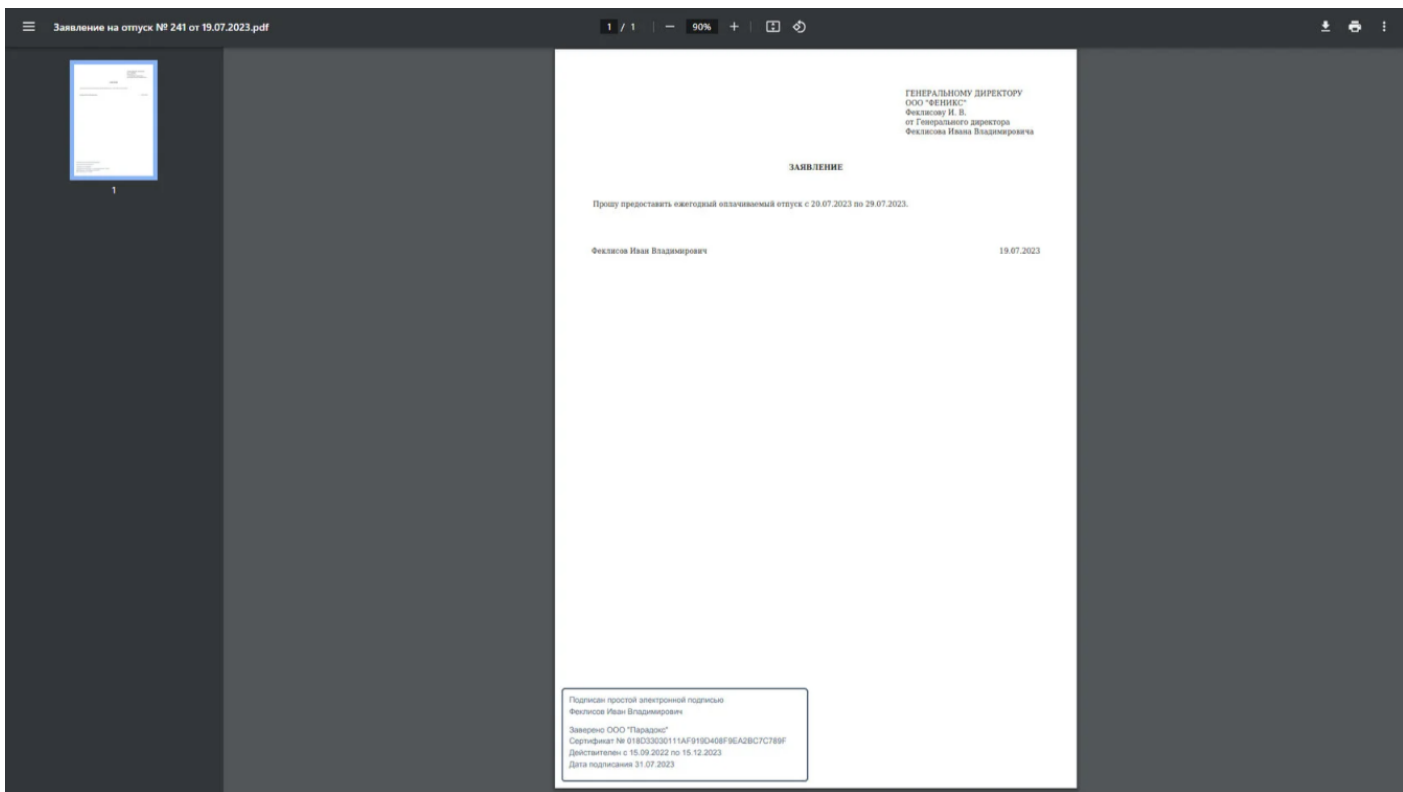 Заявление на отпуск № 241 от 19.07.2023.pdf
1 / 1
90%
1
ГЕНЕРАЛЬНОМУ ДИРЕКТОРУ
ООО "ФЕНИКС"
Феклисову И. В.
от Генерального директора
Феклисова Ивана Владимировича
ЗАЯВЛЕНИЕ
Прошу предоставить ежегодный оплачиваемый отпуск с 20.07.2023 по 29.07.2023.
Феклисов Иван Владимирович 19.07.2023
Подписан простой электронной подписью
Феклисов Иван Владимирович
Заверено ООО "Парадокс"
Сертификат № 018D33030111AF919D408F9EA2BC7C789F
Действителен с 15.09.2022 по 15.12.2023
Дата подписания 31.07.2023